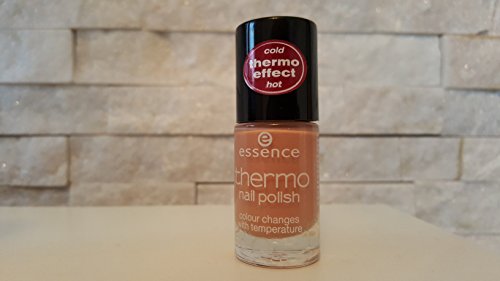 cold
thermo
effect
hot
e
essence
thermo
nail polish
colour changes
with temperature